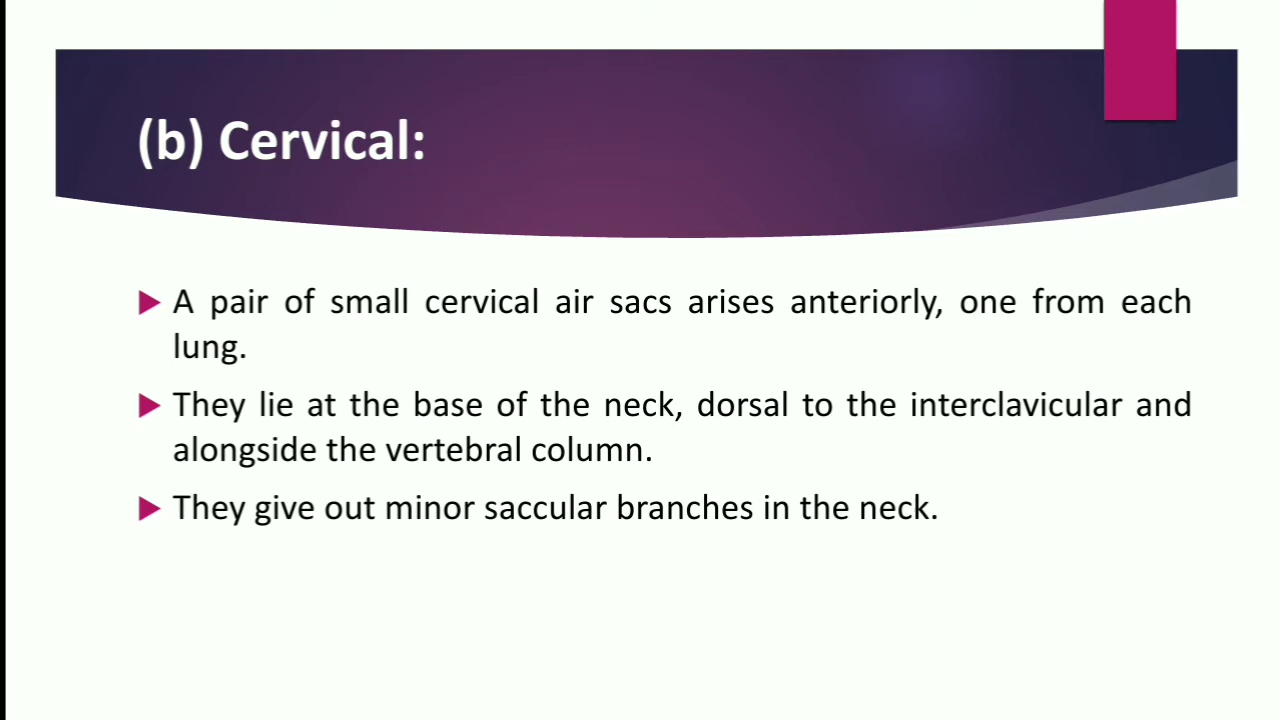 (b) Cervical:
A pair of small cervical air sacs arises anteriorly, one from each
lung.
They lie at the base of the neck, dorsal to the interclavicular and
alongside the vertebral column.
They give out minor saccular branches in the neck.